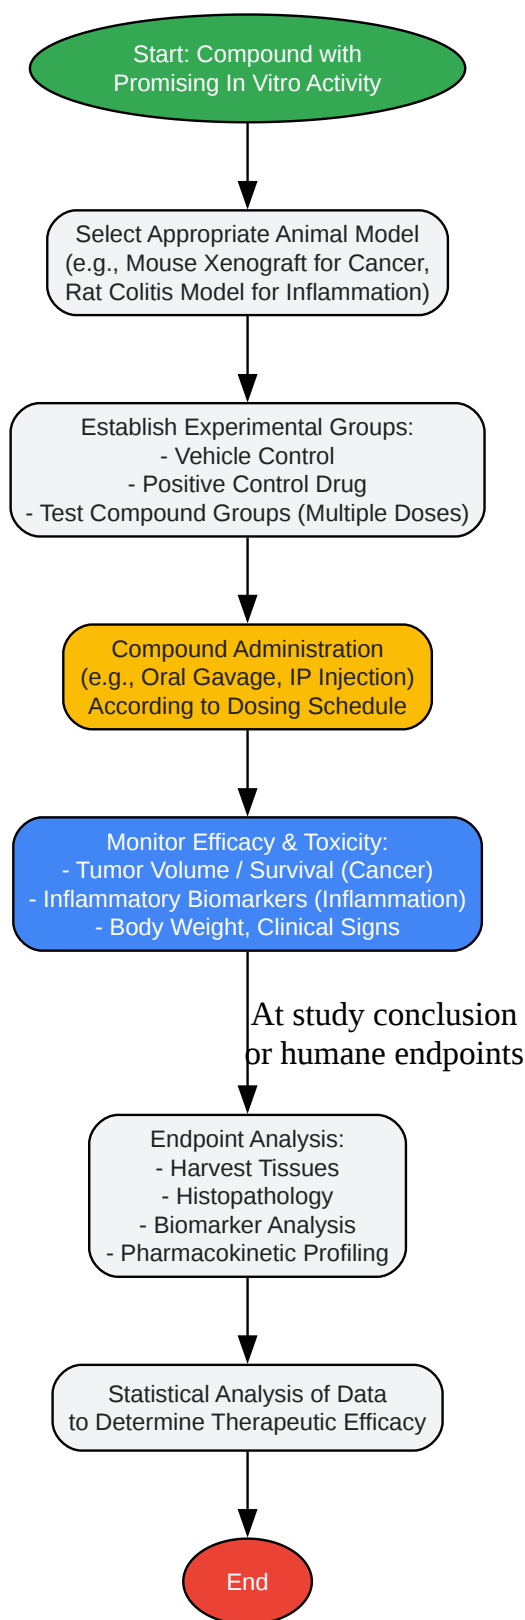 Start: Compound with
Promising In Vitro Activity
Select Appropriate Animal Model
(e.g., Mouse Xenograft for Cancer,
Rat Colitis Model for Inflammation)
Establish Experimental Groups:
- Vehicle Control
- Positive Control Drug
- Test Compound Groups (Multiple Doses)
Compound Administration
(e.g., Oral Gavage, IP Injection)
According to Dosing Schedule
Monitor Efficacy & Toxicity:
- Tumor Volume / Survival (Cancer)
- Inflammatory Biomarkers (Inflammation)
- Body Weight, Clinical Signs
At study conclusion
or humane endpoints
Endpoint Analysis:
- Harvest Tissues
- Histopathology
- Biomarker Analysis
- Pharmacokinetic Profiling
Statistical Analysis of Data
to Determine Therapeutic Efficacy
End